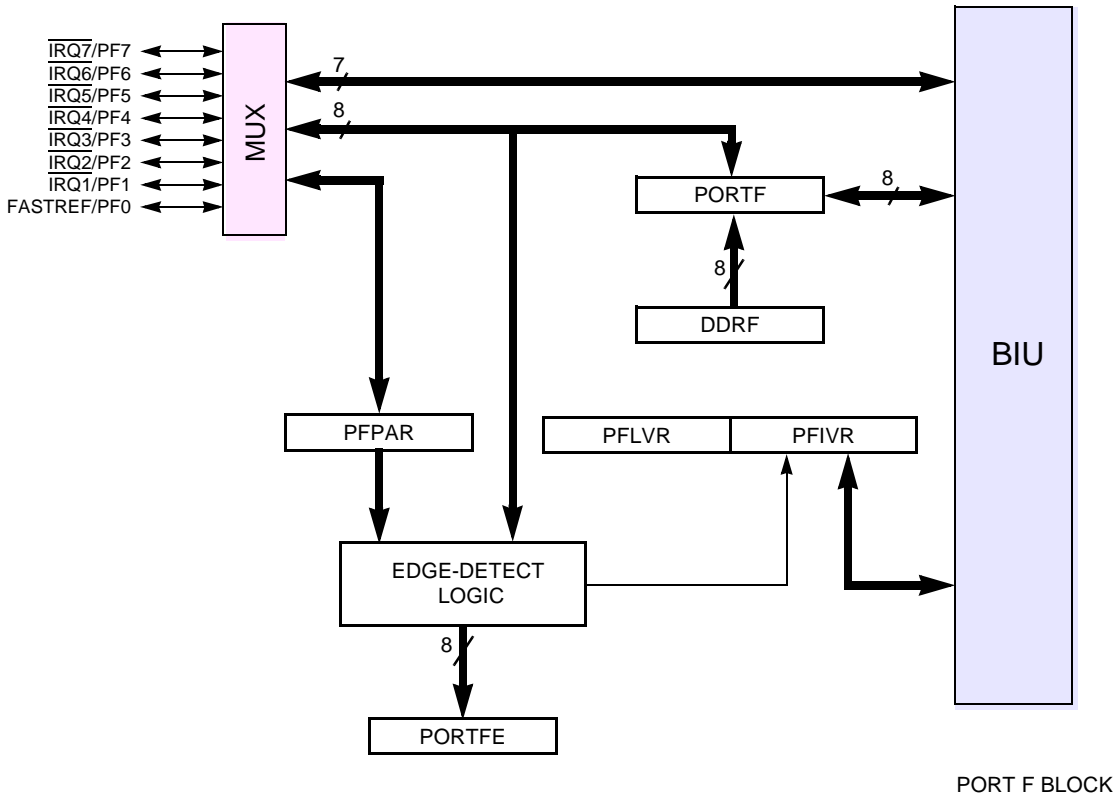 IRQ7/PF7
IRQ6/PF6
IRQ5/PF5
IRQ4/PF4
IRQ3/PF3
IRQ2/PF2
IRQ1/PF1
FASTREF/PF0
MUX
7
8
PORTF
8
8
DDRF
BIU
PFPAR
PFLVR
PFIVR
EDGE-DETECT
LOGIC
8
PORTFE
PORT F BLOCK